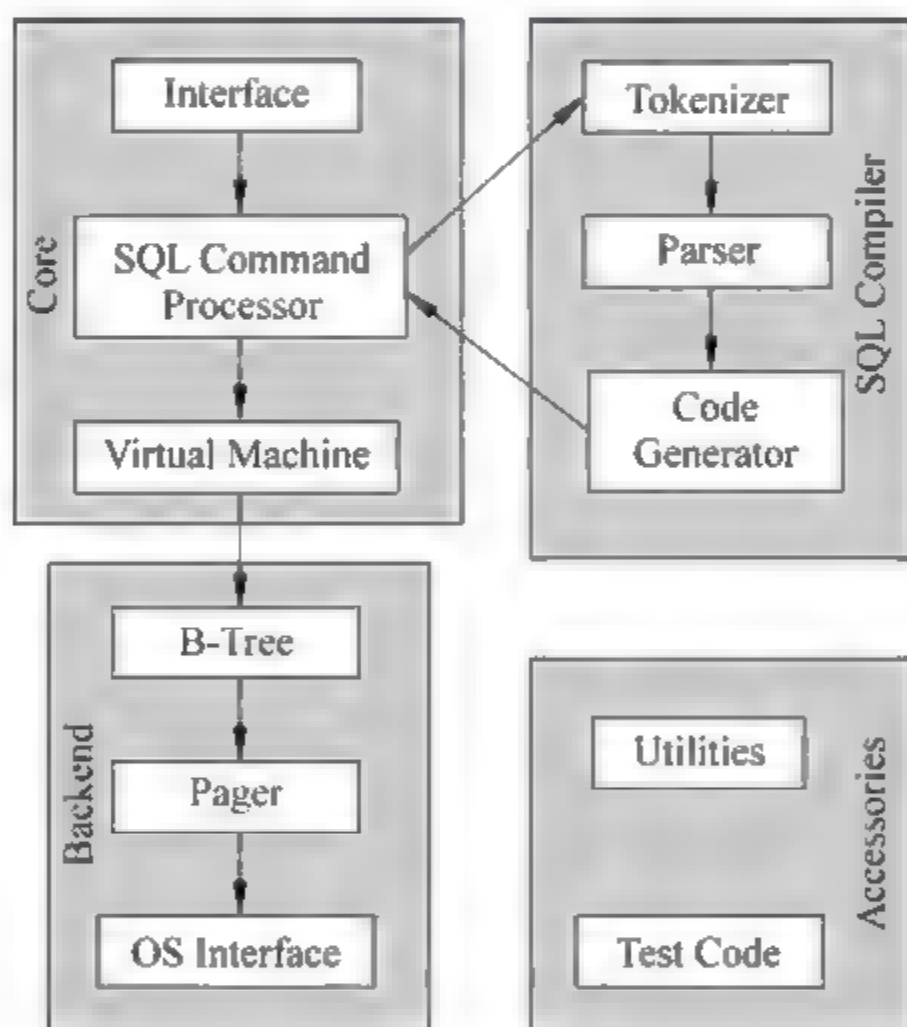 Core
Interface
SQL Command
Processor
Virtual Machine
SQL Compiler
Tokenizer
Parser
Code
Generator
Backend
B-Tree
Pager
OS Interface
Accessories
Utilities
Test Code